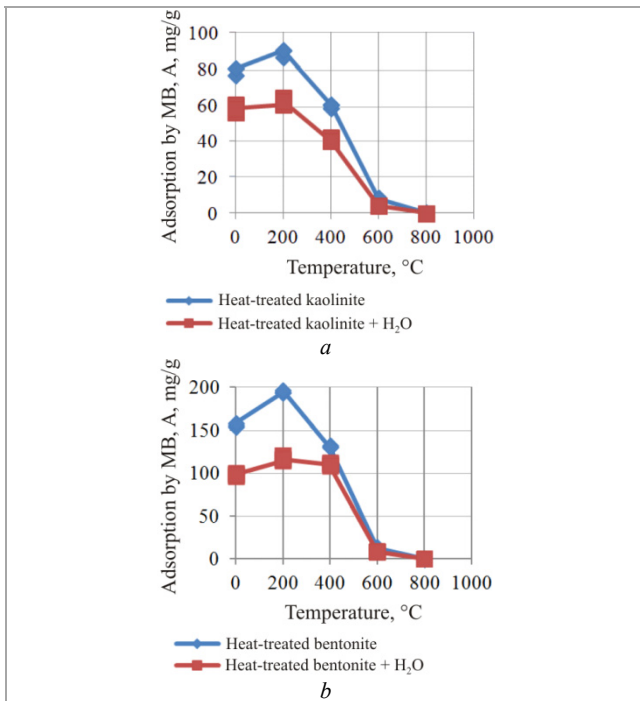 Adsorption by MB, A, mg/g
100
80
60
40
20
0
0 200 400 600 800 1000
Temperature, °C
Heat-treated kaolinite
Heat-treated kaolinite + H₂O
a
Adsorption by MB, A, mg/g
200
150
100
50
0
0 200 400 600 800 1000
Temperature, °C
Heat-treated bentonite
Heat-treated bentonite + H₂O
b